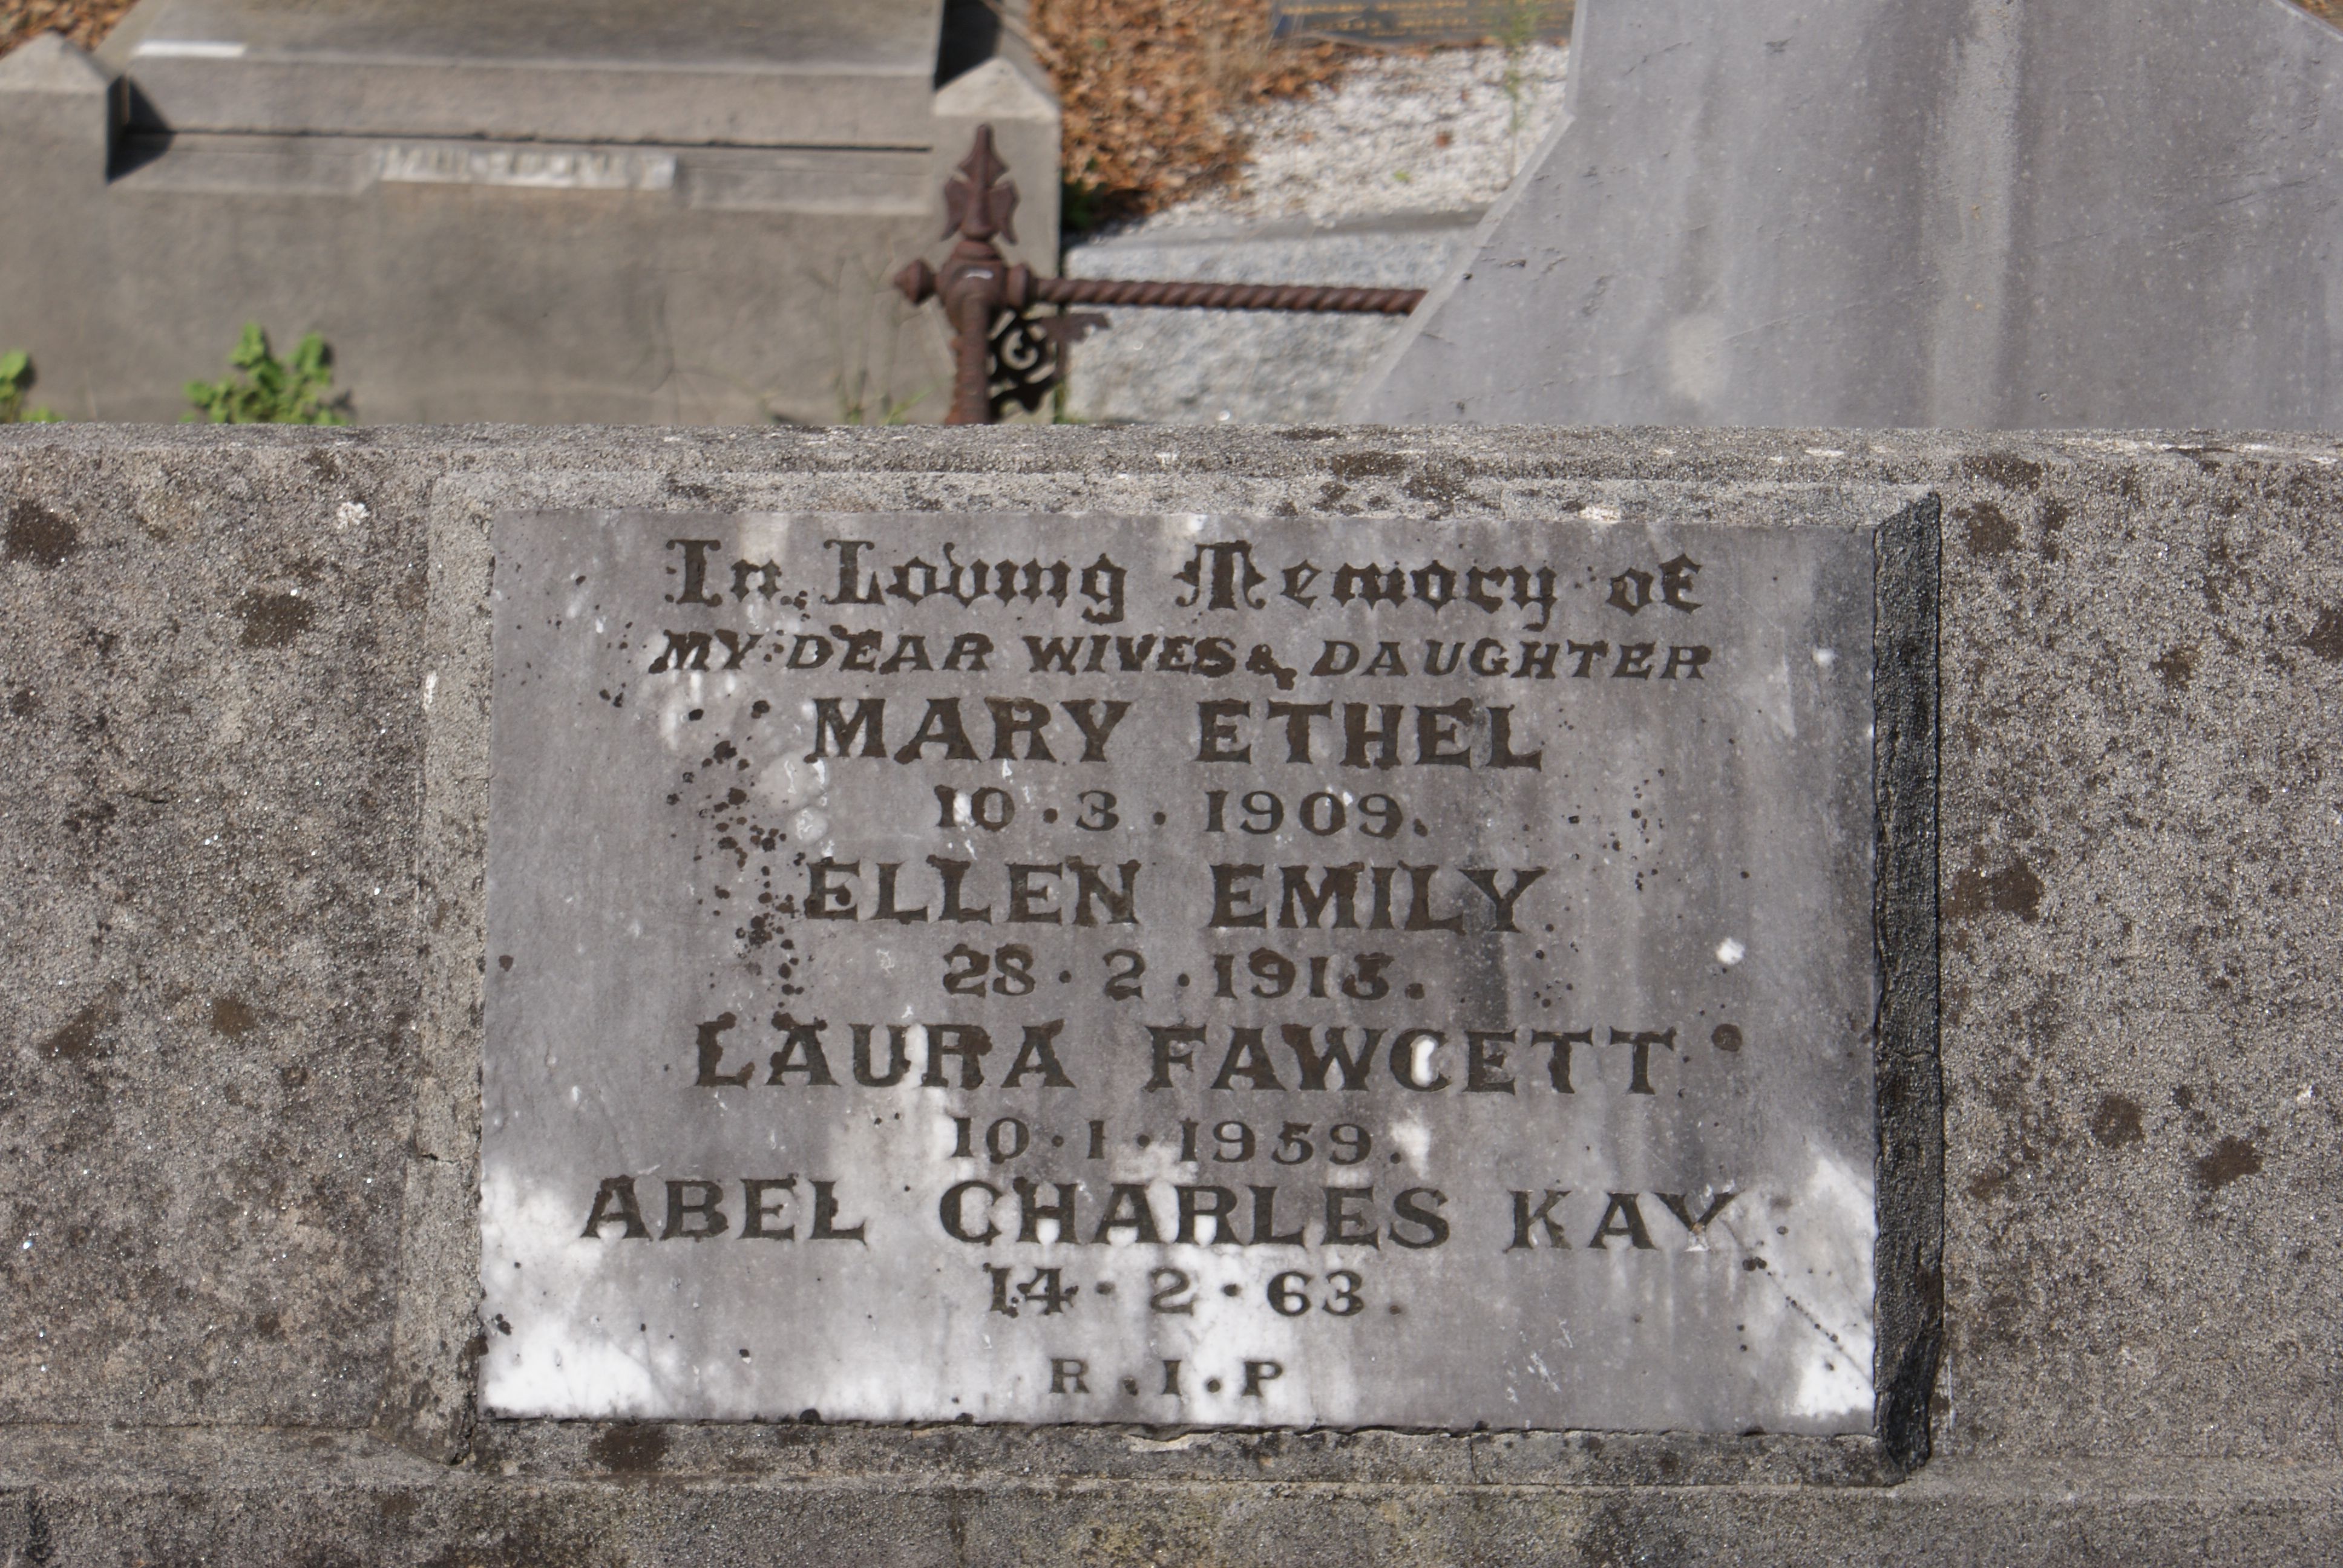 In Loving Memory of
MY DEAR WIVES & DAUGHTER
MARY ETHEL
10·3·1909.
ELLEN EMILY
28·2·1913.
LAURA FAWCETT
10·1·1959.
ABEL CHARLES KAY
14·2·63.
R.I.P